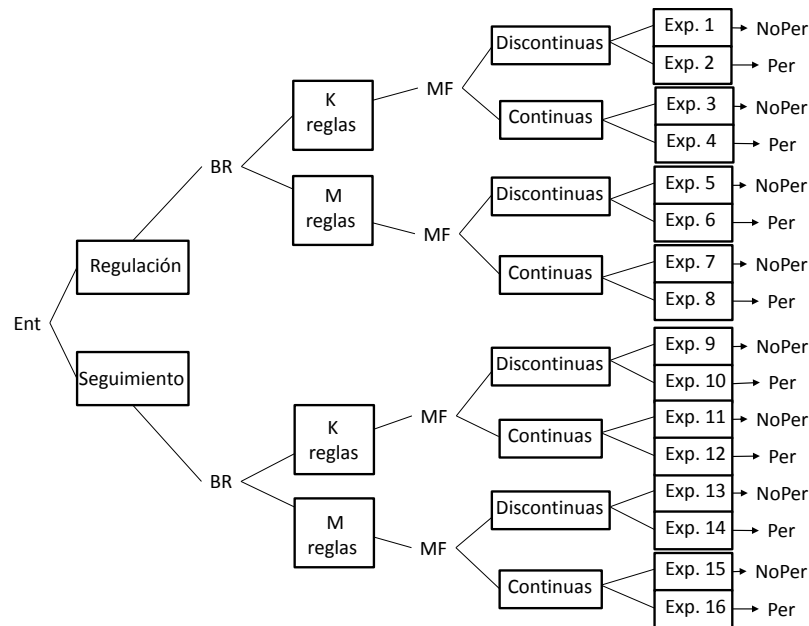 Exp. 1
NoPer
Discontinuas
Exp. 2
Per
K
reglas
MF
Exp. 3
NoPer
Continuas
Exp. 4
Per
BR
Exp. 5
NoPer
M
reglas
Discontinuas
Exp. 6
Per
MF
Exp. 7
NoPer
Regulación
Continuas
Exp. 8
Per
Ent
Exp. 9
NoPer
Discontinuas
Seguimiento
Exp. 10
Per
K
reglas
MF
Exp. 11
NoPer
Continuas
Exp. 12
Per
BR
Exp. 13
NoPer
M
reglas
Discontinuas
Exp. 14
Per
MF
Exp. 15
NoPer
Continuas
Exp. 16
Per